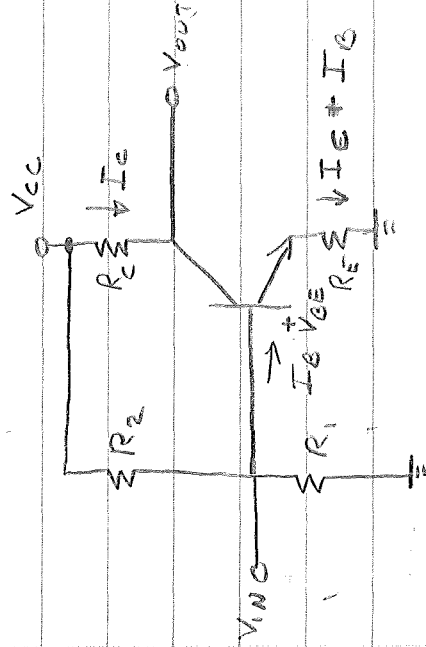 VCC
IC
RC
VOUT
R2
VIN
IB
+
VBE
R1
RE
IE + IB